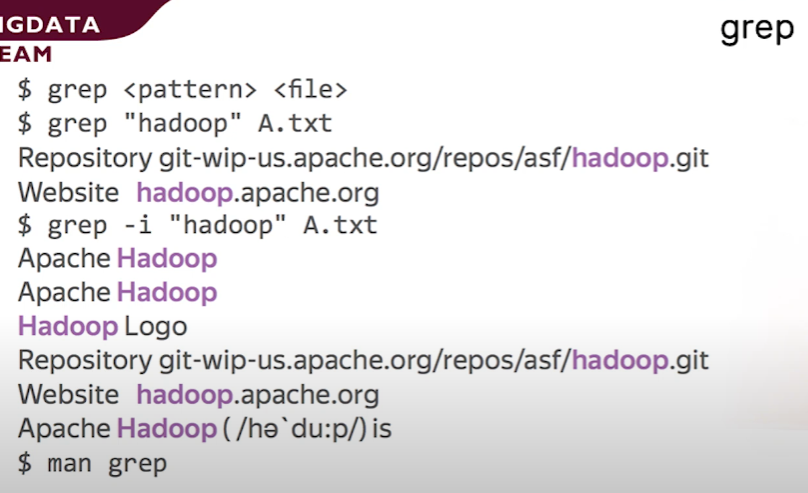 IGDATA
EAM
grep
$ grep <pattern> <file>
$ grep "hadoop" A.txt
Repository git-wip-us.apache.org/repos/asf/hadoop.git
Website hadoop.apache.org
$ grep -i "hadoop" A.txt
Apache Hadoop
Apache Hadoop
Hadoop Logo
Repository git-wip-us.apache.org/repos/asf/hadoop.git
Website hadoop.apache.org
Apache Hadoop ( /hə`du:p/) is
$ man grep